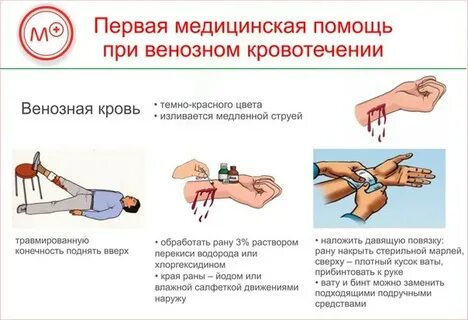 М+
Первая медицинская помощь
при венозном кровотечении
Венозная кровь
• темно-красного цвета
• изливается медленной струей
травмированную
конечность поднять вверх
• обработать рану 3% раствором
перекиси водорода или
хлоргексидином
• края раны – йодом или
влажной салфеткой движениями
наружу
• наложить давящую повязку:
рану накрыть стерильной марлей,
сверху – плотный кусок ваты,
прибинтовать к руке
• вату и бинт можно заменить
подходящими подручными
средствами